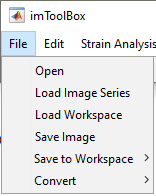 imToolBox
File Edit Strain Analysis
Open
Load Image Series
Load Workspace
Save Image
Save to Workspace
Convert